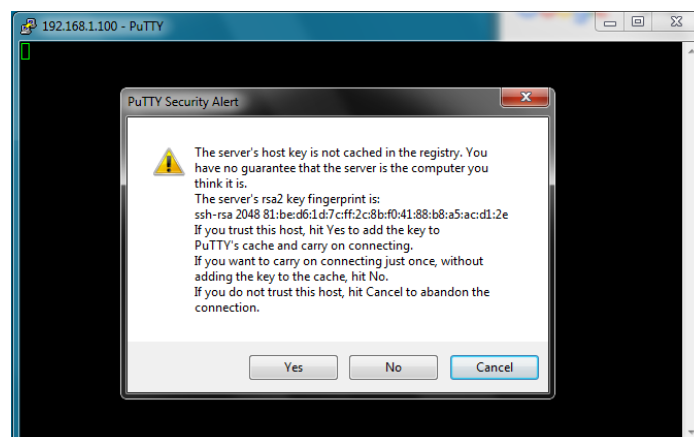 192.168.1.100 - PuTTY
PuTTY Security Alert
The server's host key is not cached in the registry. You
have no guarantee that the server is the computer you
think it is.
The server's rsa2 key fingerprint is:
ssh-rsa 2048 81:be:d6:1d:7c:ff:2c:8b:f0:41:88:b8:a5:ac:d1:2e
If you trust this host, hit Yes to add the key to
PuTTY's cache and carry on connecting.
If you want to carry on connecting just once, without
adding the key to the cache, hit No.
If you do not trust this host, hit Cancel to abandon the
connection.
Yes No Cancel